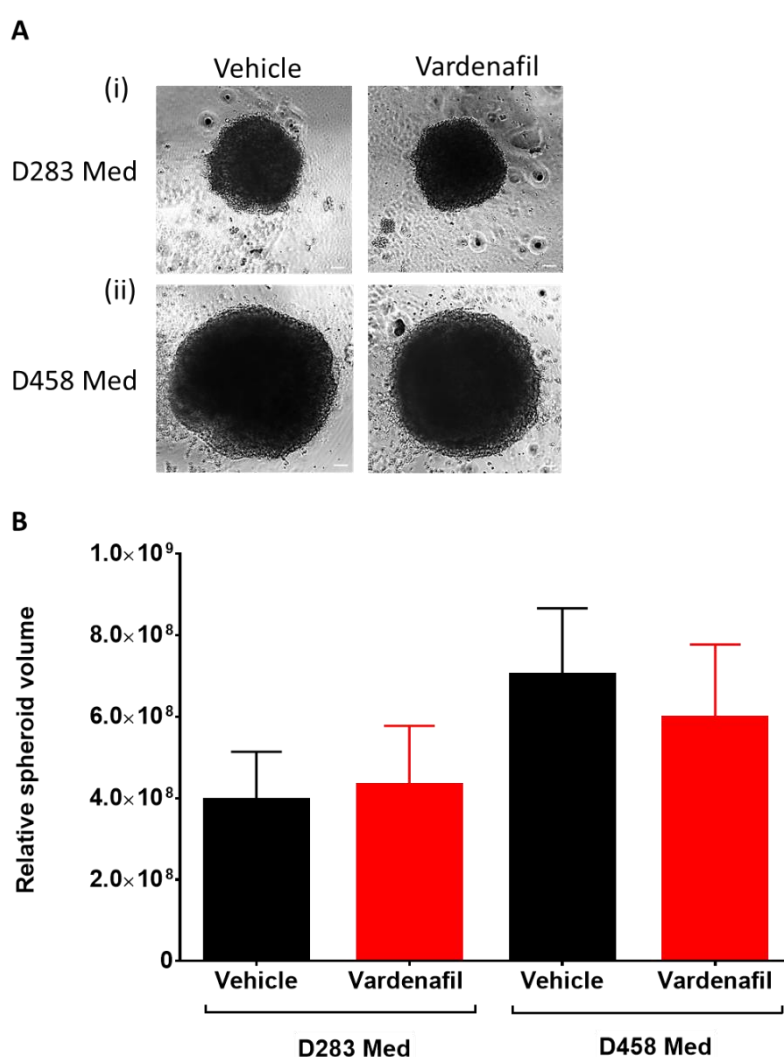 A
Vehicle Vardenafil
(i)
D283 Med
(ii)
D458 Med
B
Relative spheroid volume
1.0×10⁹
8.0×10⁸
6.0×10⁸
4.0×10⁸
2.0×10⁸
0
Vehicle Vardenafil Vehicle Vardenafil
D283 Med D458 Med